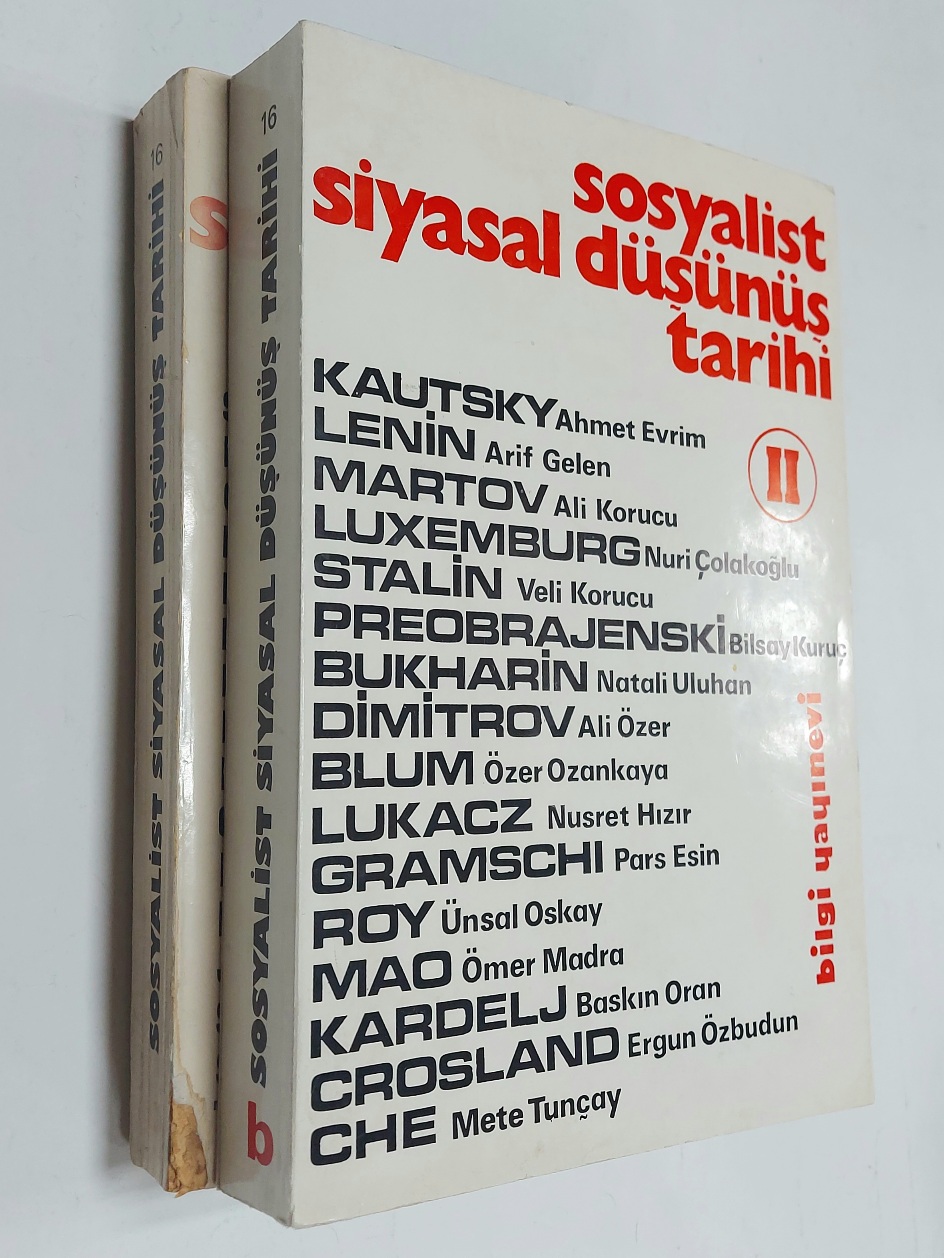 16
SOSYALİST SİYASAL DÜŞÜNÜŞ TARİHİ
s
16
SOSYALİST SİYASAL DÜŞÜNÜŞ TARİHİ
b
sosyalist
siyasal düşünüş
tarihi
II
KAUTSKY Ahmet Evrim
LENİN Arif Gelen
MARTOV Ali Korucu
LUXEMBURG Nuri Çolakoğlu
STALİN Veli Korucu
PREOBRAJENSKİ Bilsay Kuruç
BUKHARİN Natali Uluhan
DİMİTROV Ali Özer
BLUM Özer Ozankaya
LUKACZ Nusret Hızır
GRAMSCHI Pars Esin
ROY Ünsal Oskay
MAO Ömer Madra
KARDELJ Baskın Oran
CROSLAND Ergun Özbudun
CHE Mete Tunçay
bilgi yayınevi